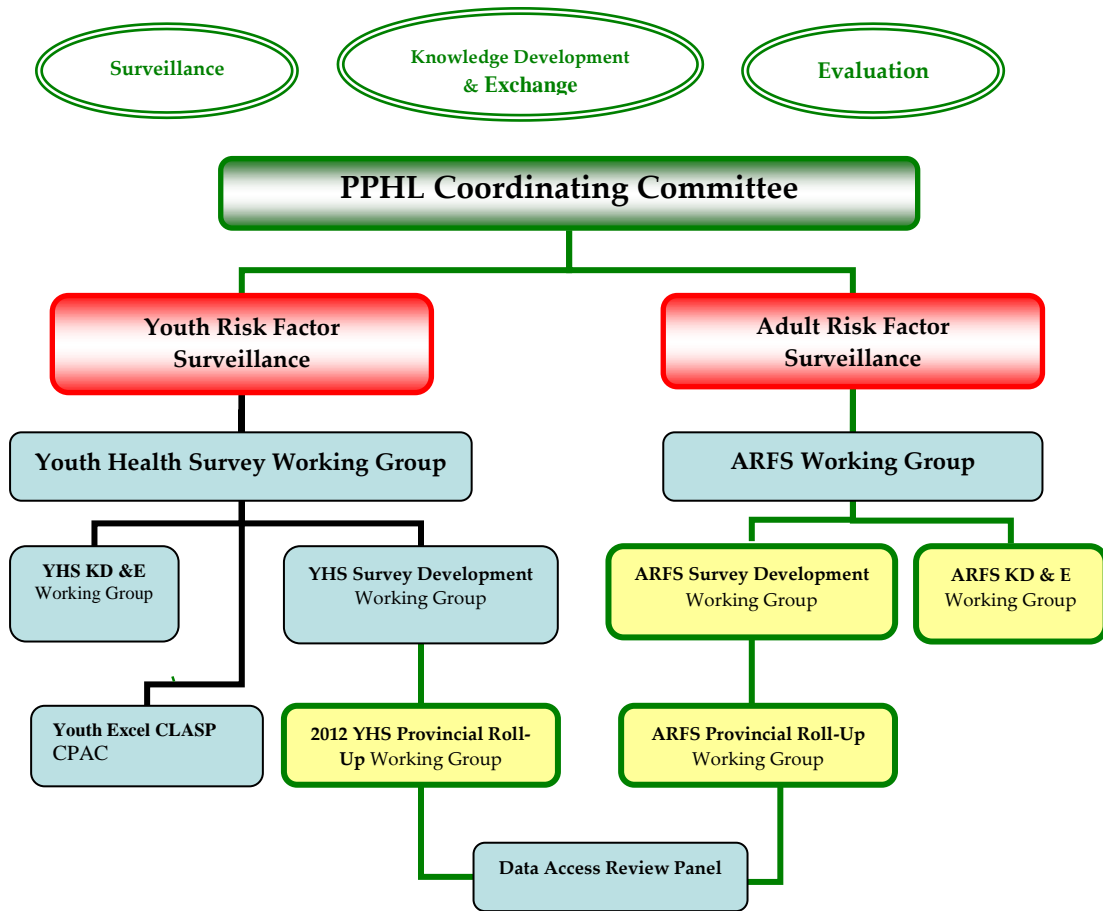 Surveillance
Knowledge Development
& Exchange
Evaluation
PPHL Coordinating Committee
Youth Risk Factor
Surveillance
Adult Risk Factor
Surveillance
Youth Health Survey Working Group
ARFS Working Group
YHS KD &E
Working Group
YHS Survey Development
Working Group
ARFS Survey Development
Working Group
ARFS KD & E
Working Group
Youth Excel CLASP
CPAC
2012 YHS Provincial Roll-
Up Working Group
ARFS Provincial Roll-Up
Working Group
Data Access Review Panel